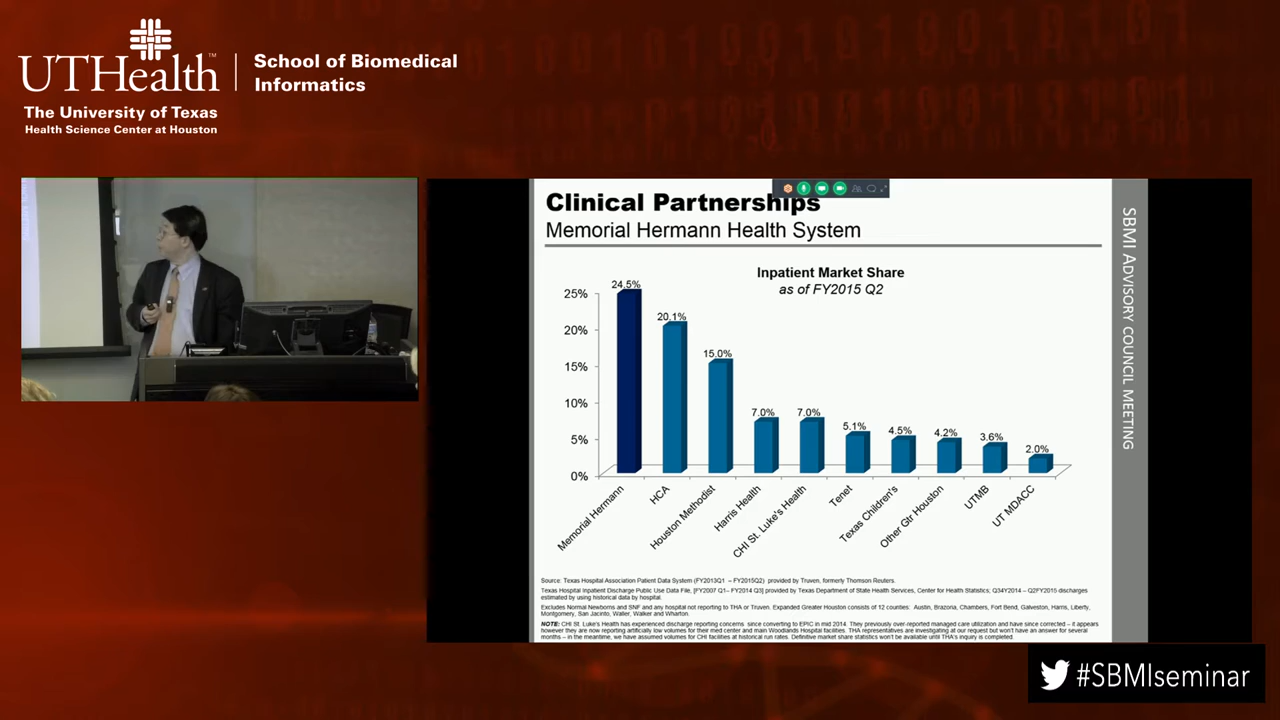 UTHealth™
The University of Texas
Health Science Center at Houston
School of Biomedical
Informatics
Clinical Partnerships
Memorial Hermann Health System
Inpatient Market Share
as of FY2015 Q2
25%
20%
15%
10%
5%
0%
24.5%
20.1%
15.0%
7.0%
7.0%
5.1%
4.5%
4.2%
3.6%
2.0%
Memorial Hermann
HCA
Houston Methodist
Harris Health
CHI St. Luke's Health
Tenet
Texas Children's
Other Gtr Houston
UTMB
UT MDACC
Source: Texas Hospital Association Patient Data System (FY2013Q1 – FY2015Q2) provided by Truven, formerly Thomson Reuters.
Texas Hospital Inpatient Discharge Public Use Data File, [FY2007 Q1– FY2014 Q3] provided by Texas Department of State Health Services, Center for Health Statistics; Q34Y2014 – Q2FY2015 discharges
estimated by using historical data by hospital.
Excludes Normal Newborns and SNF and any hospital not reporting to THA or Truven. Expanded Greater Houston consists of 12 counties: Austin, Brazoria, Chambers, Fort Bend, Galveston, Harris, Liberty,
Montgomery, San Jacinto, Waller, Walker and Wharton.
NOTE: CHI St. Luke's Health has experienced discharge reporting concerns since converting to EPIC in mid 2014. They previously over-reported managed care utilization and have since corrected – it appears
however they are now reporting artificially low volumes for their med center and main Woodlands Hospital facilities. THA representatives are investigating at our request but won't have an answer for several
months – in the meantime, we have assumed volumes for CHI facilities at historical run rates. Definitive market share statistics won't be available until THA's inquiry is completed.
SBMI ADVISORY COUNCIL MEETING
#SBMIseminar